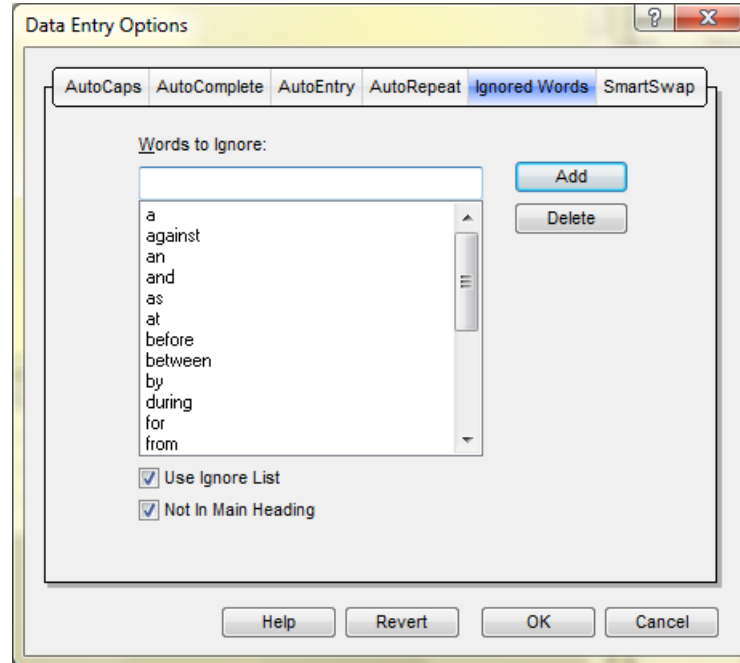 Data Entry Options
?
X
AutoCaps AutoComplete AutoEntry AutoRepeat Ignored Words SmartSwap
Words to Ignore:
Add
Delete
a
against
an
and
as
at
before
between
by
during
for
from
Use Ignore List
Not In Main Heading
Help Revert OK Cancel